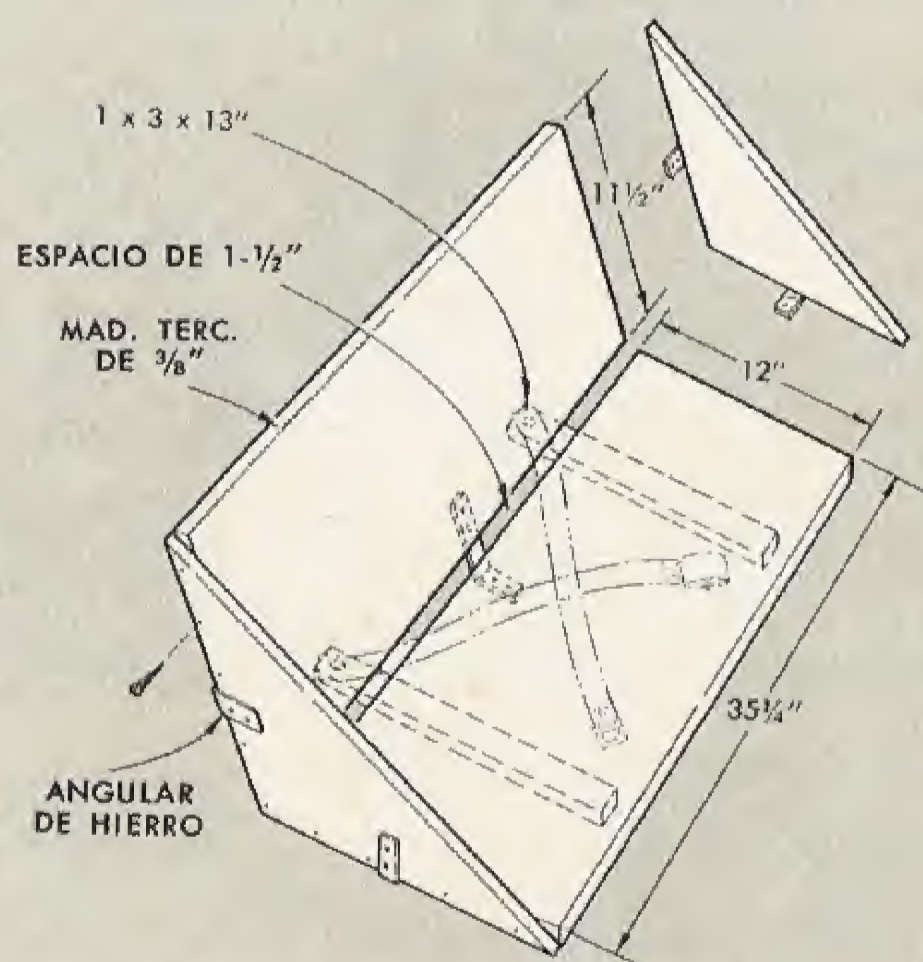 1 x 3 x 13"
11½"
ESPACIO DE 1-½"
MAD. TERC.
DE ⅜"
12"
35¼"
ANGULAR
DE HIERRO